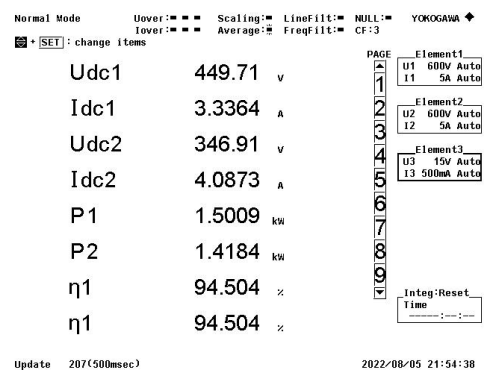 Normal Mode Uover: Scaling: LineFilt: NULL: YOKOGAWA
Iover: Average: FreqFilt: CF:3
+ SET : change items
PAGE
Udc1 449.71 V
Idc1 3.3364 A
Udc2 346.91 V
Idc2 4.0873 A
P1 1.5009 kW
P2 1.4184 kW
η1 94.504 %
η1 94.504 %
1
2
3
4
5
6
7
8
9
Element1
U1 600V Auto
I1 5A Auto
Element2
U2 600V Auto
I2 5A Auto
Element3
U3 15V Auto
I3 500mA Auto
Integ:Reset
Time
-----:--:--
Update 207(500msec) 2022/08/05 21:54:38